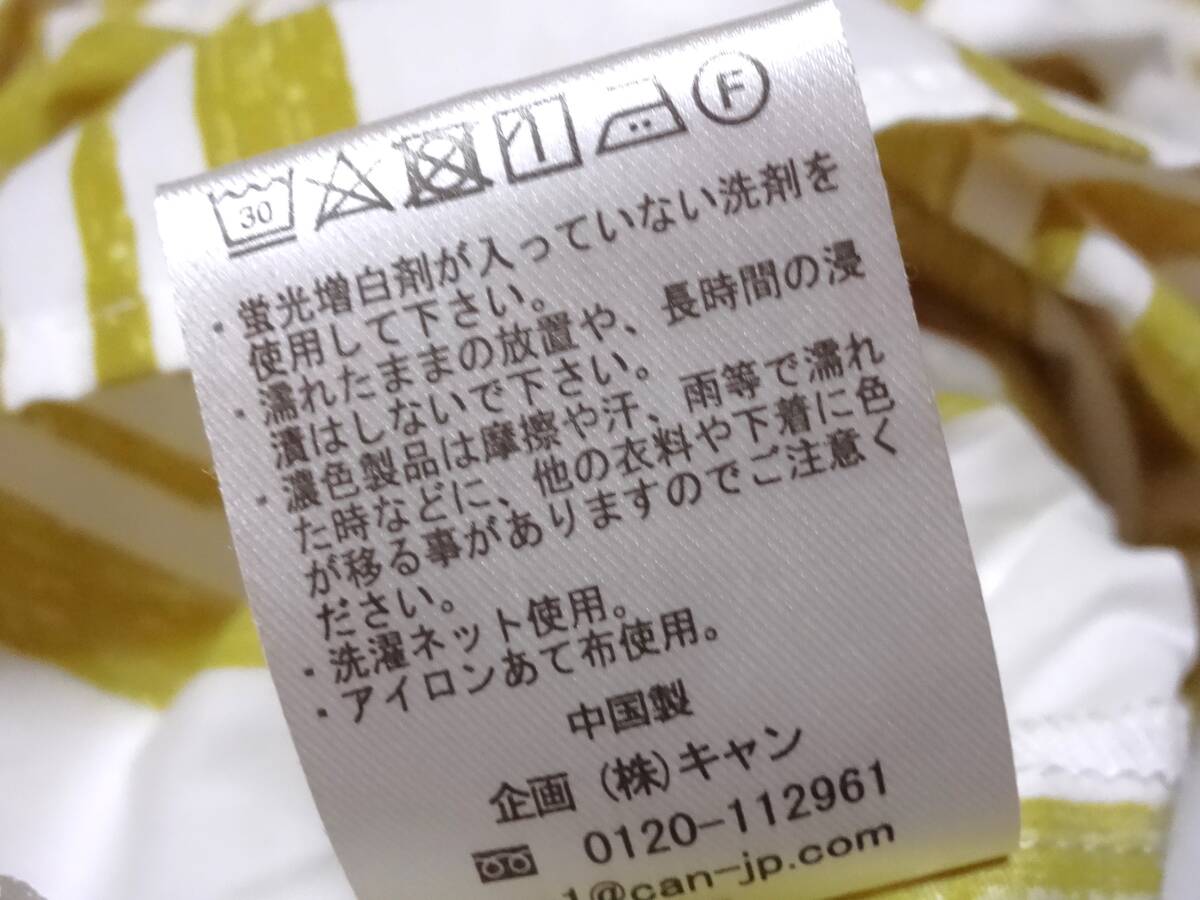 30 F
・蛍光増白剤が入っていない洗剤を
使用して下さい。
・濡れたままの放置や、長時間の浸
漬はしないで下さい。
・濃色製品は摩擦や汗、雨等で濡れ
た時などに、他の衣料や下着に色
が移る事がありますのでご注意く
ださい。
・洗濯ネット使用。
・アイロンあて布使用。
中国製
企画 (株)キャン
0120-112961
1@can-jp.com